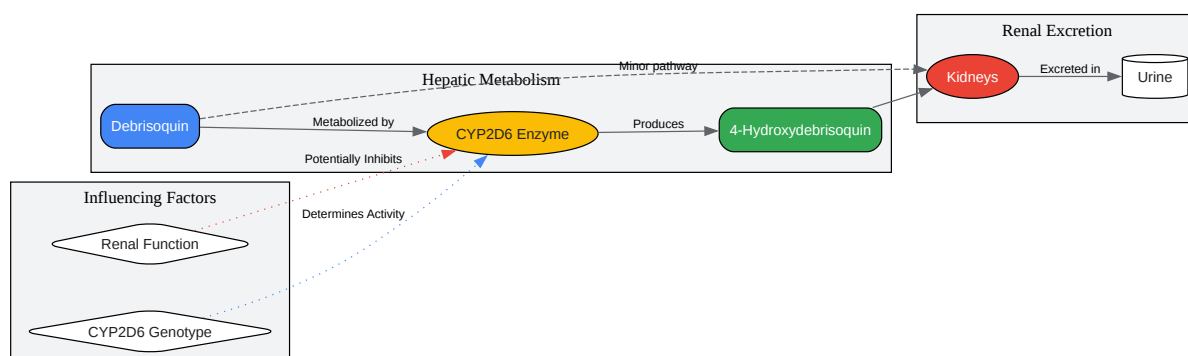 Renal Excretion
Minor pathway
Kidneys
Excreted in
Urine
Hepatic Metabolism
Debrisoquin
Metabolized by
CYP2D6 Enzyme
Produces
4-Hydroxydebrisoquin
Potentially Inhibits
Influencing Factors
Determines Activity
Renal Function
CYP2D6 Genotype